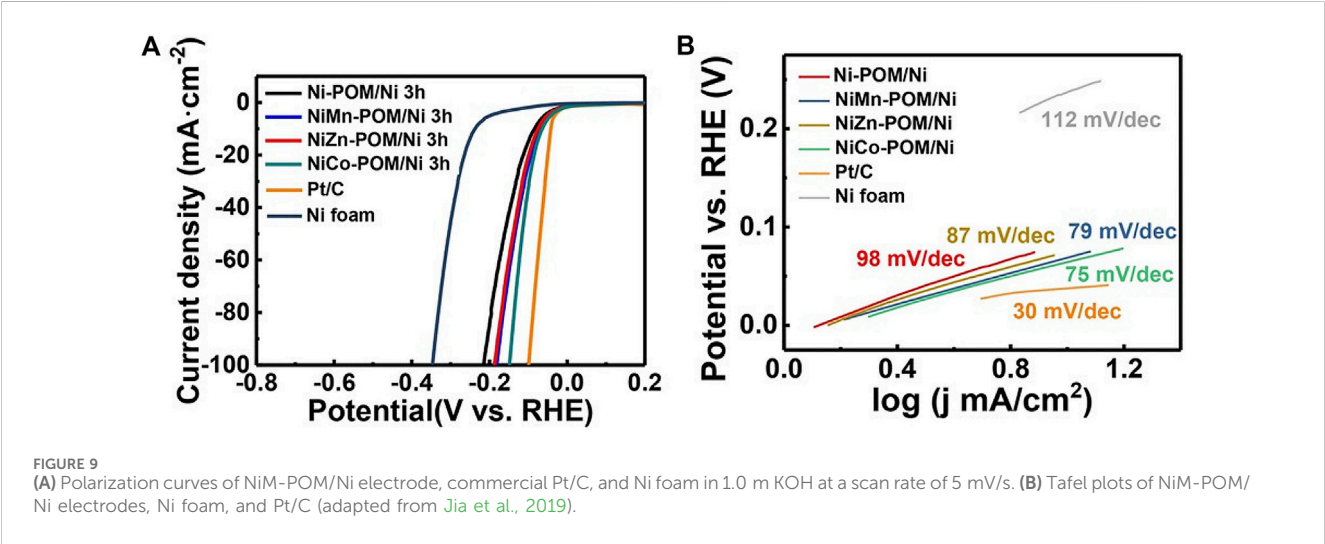 A
Current density (mA·cm-2)
0
-20
-40
-60
-80
-100
Ni-POM/Ni 3h
NiMn-POM/Ni 3h
NiZn-POM/Ni 3h
NiCo-POM/Ni 3h
Pt/C
Ni foam
-0.8
-0.6
-0.4
-0.2
0.0
0.2
Potential(V vs. RHE)
B
Potential vs. RHE (V)
0.2
0.1
0.0
Ni-POM/Ni
NiMn-POM/Ni
NiZn-POM/Ni
NiCo-POM/Ni
Pt/C
Ni foam
112 mV/dec
87 mV/dec
79 mV/dec
98 mV/dec
75 mV/dec
30 mV/dec
0.0
0.4
0.8
1.2
log (j mA/cm2)
FIGURE 9
(A) Polarization curves of NiM-POM/Ni electrode, commercial Pt/C, and Ni foam in 1.0 m KOH at a scan rate of 5 mV/s. (B) Tafel plots of NiM-POM/
Ni electrodes, Ni foam, and Pt/C (adapted from Jia et al., 2019).